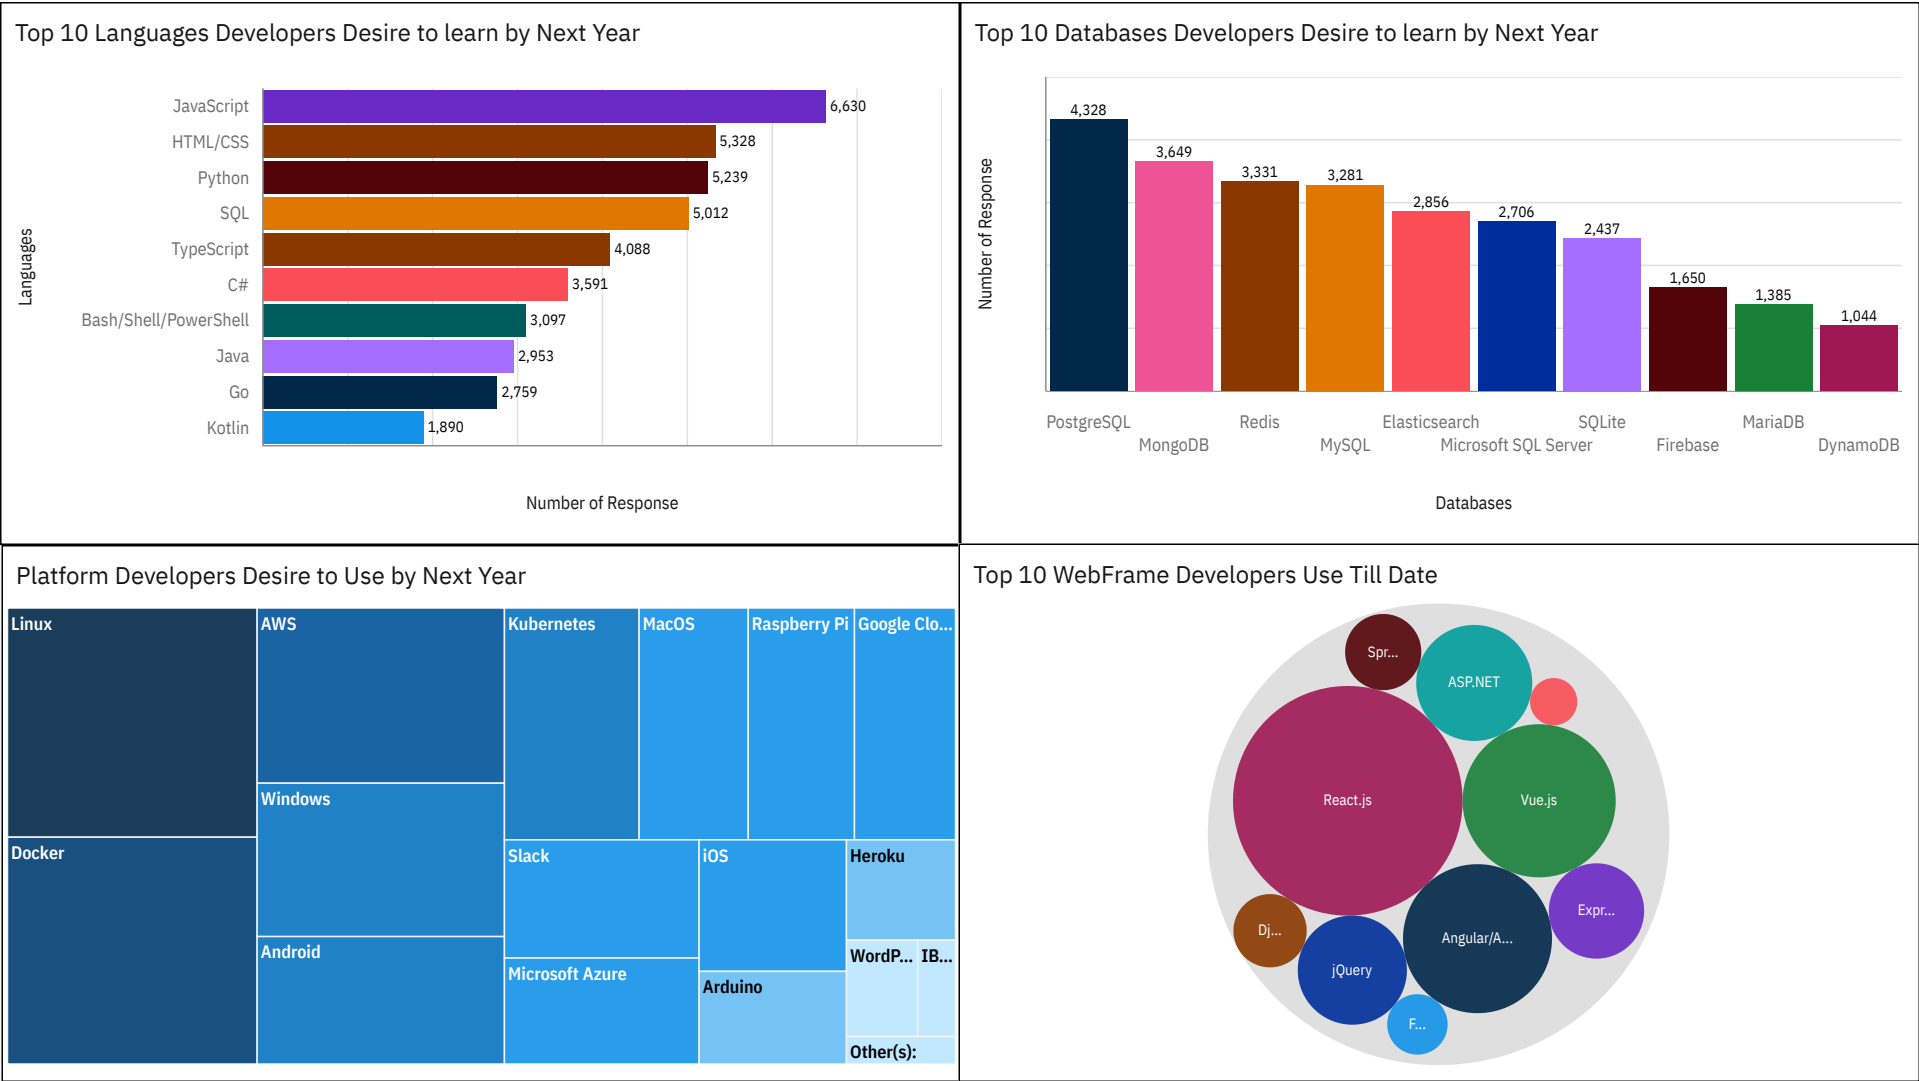 Top 10 Languages Developers Desire to learn by Next Year
Languages
JavaScript 6,630
HTML/CSS 5,328
Python 5,239
SQL 5,012
TypeScript 4,088
C# 3,591
Bash/Shell/PowerShell 3,097
Java 2,953
Go 2,759
Kotlin 1,890
Number of Response
Top 10 Databases Developers Desire to learn by Next Year
Number of Response
4,328
3,649
3,331
3,281
2,856
2,706
2,437
1,650
1,385
1,044
PostgreSQL
MongoDB
Redis
MySQL
Elasticsearch
Microsoft SQL Server
SQLite
Firebase
MariaDB
DynamoDB
Databases
Platform Developers Desire to Use by Next Year
Linux
AWS
Kubernetes
MacOS
Raspberry Pi
Google Clo...
Windows
Docker
Slack
iOS
Heroku
Android
WordP...
IB...
Microsoft Azure
Arduino
Other(s):
Top 10 WebFrame Developers Use Till Date
Spr...
ASP.NET
React.js
Vue.js
Expr...
Dj...
Angular/A...
jQuery
F...